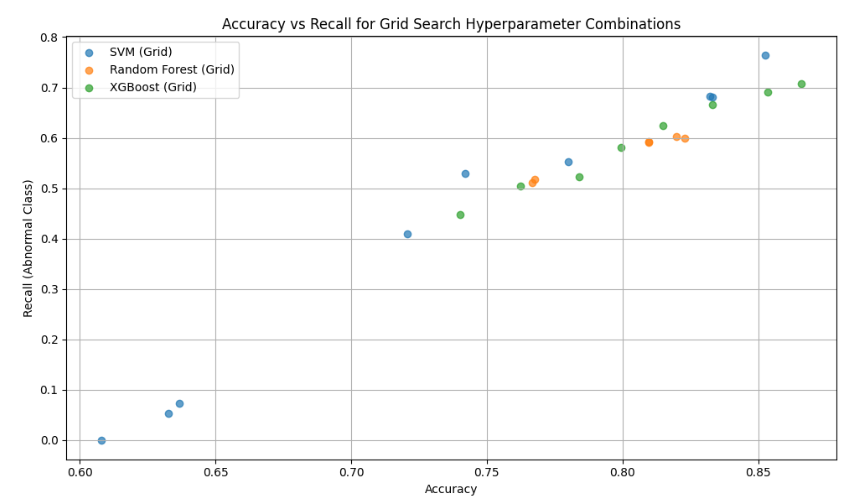 Accuracy vs Recall for Grid Search Hyperparameter Combinations
SVM (Grid)
Random Forest (Grid)
XGBoost (Grid)
Recall (Abnormal Class)
0.8
0.7
0.6
0.5
0.4
0.3
0.2
0.1
0.0
0.60 0.65 0.70 0.75 0.80 0.85
Accuracy